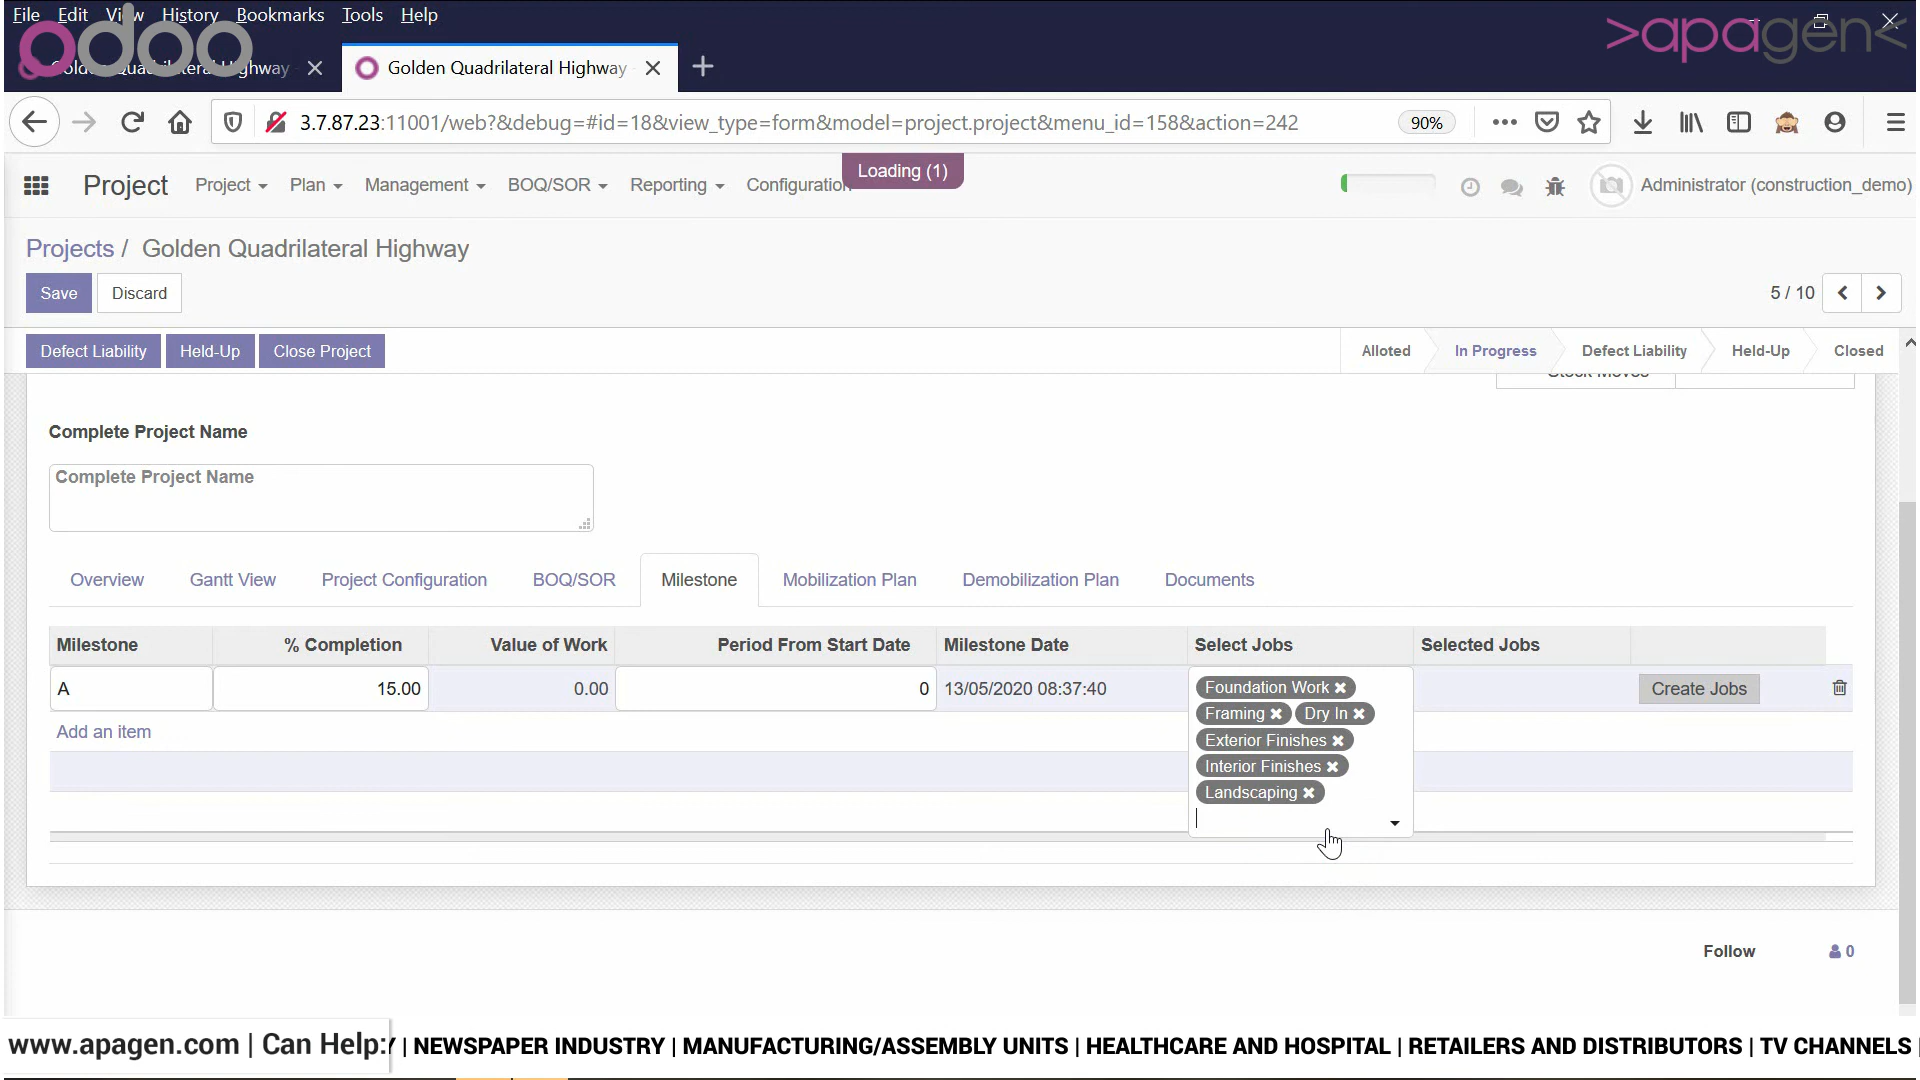 File Edit View History Bookmarks Tools Help
odoo
>apagen<
Golden Quadrilateral Highway
Golden Quadrilateral Highway
3.7.87.23:11001/web?&debug=#id=18&view_type=form&model=project.project&menu_id=158&action=242
90%
Loading (1)
Project
Project Plan Management BOQ/SOR Reporting Configuration
Administrator (construction_demo)
Projects / Golden Quadrilateral Highway
Save Discard
5 / 10
Defect Liability Held-Up Close Project
Alloted In Progress Defect Liability Held-Up Closed
Stock Moves
Complete Project Name
Complete Project Name
Overview Gantt View Project Configuration BOQ/SOR Milestone Mobilization Plan Demobilization Plan Documents
Milestone % Completion Value of Work Period From Start Date Milestone Date Select Jobs Selected Jobs
A 15.00 0.00 0 13/05/2020 08:37:40
Foundation Work
Framing Dry In
Exterior Finishes
Interior Finishes
Landscaping
Create Jobs
Add an item
Follow 0
www.apagen.com | Can Help: | NEWSPAPER INDUSTRY | MANUFACTURING/ASSEMBLY UNITS | HEALTHCARE AND HOSPITAL | RETAILERS AND DISTRIBUTORS | TV CHANNELS |